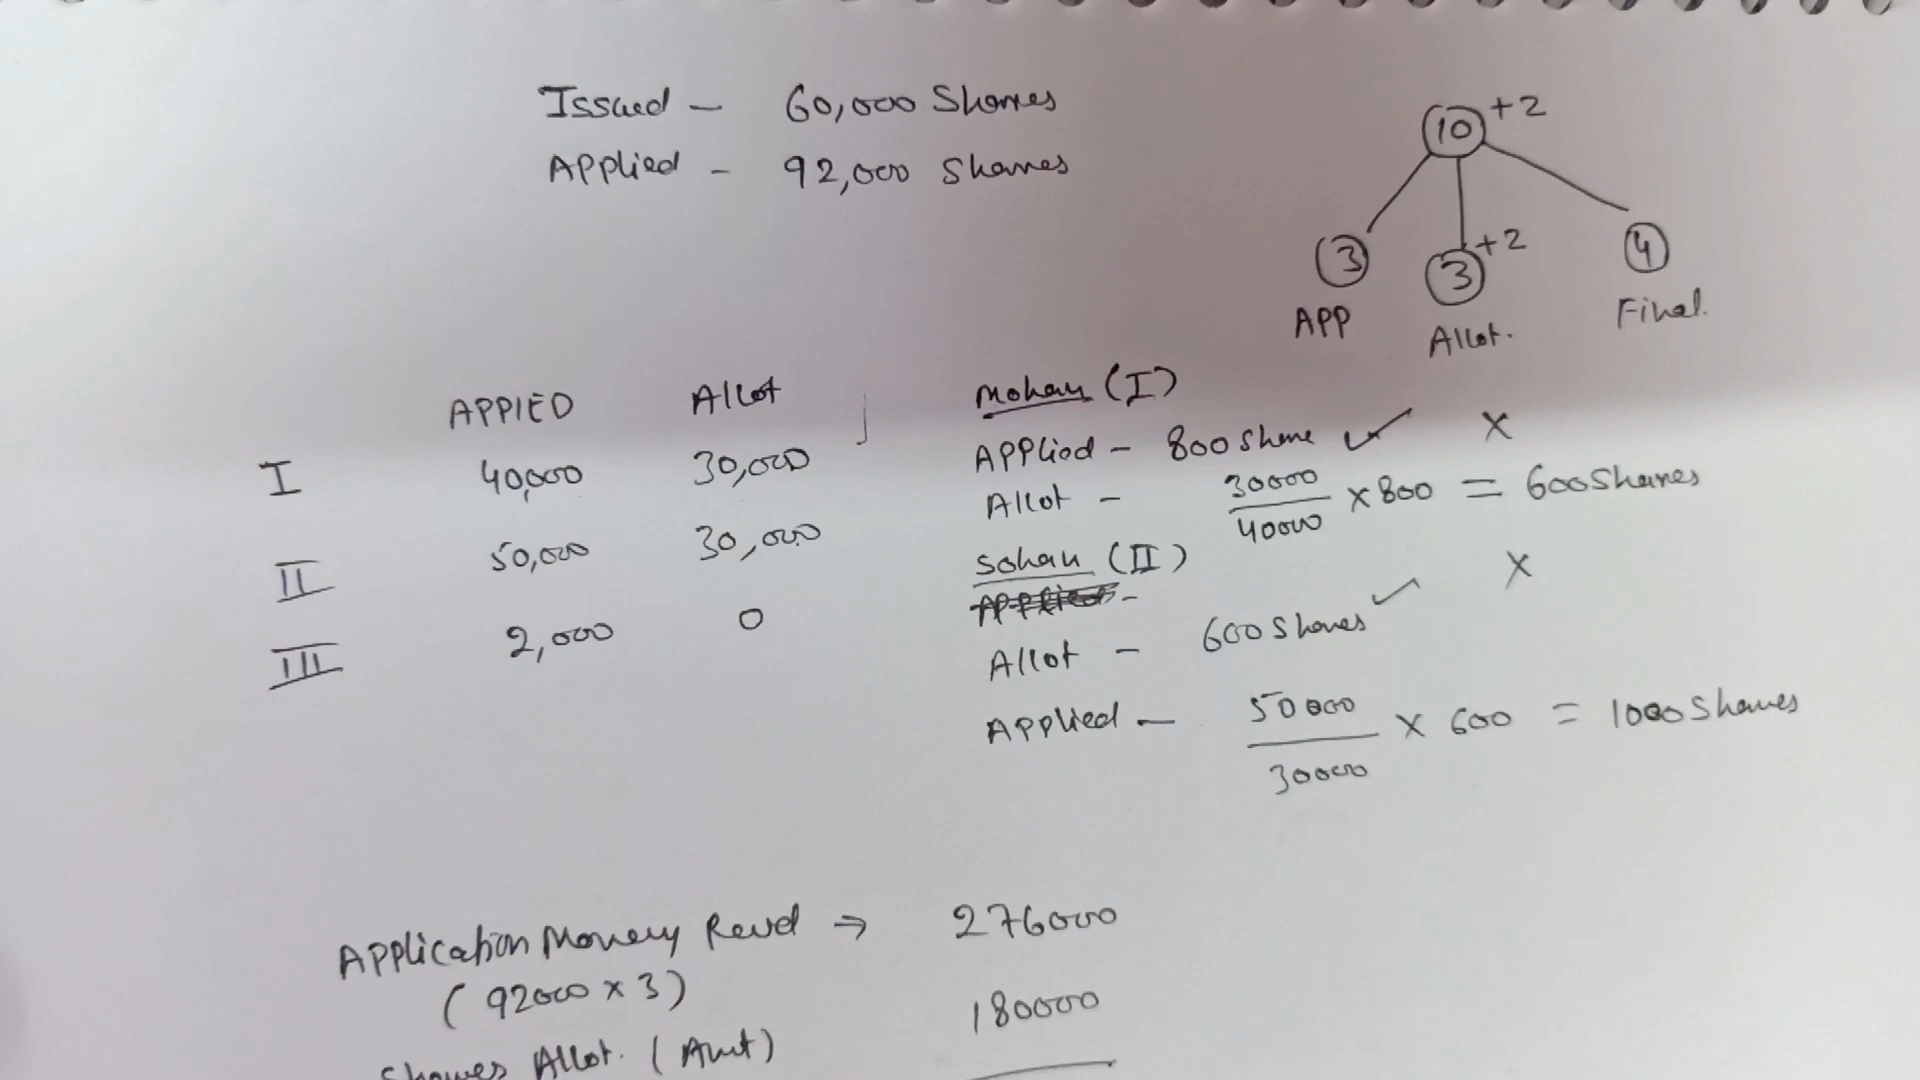 Issued – 60,000 Shares
Applied – 92,000 Shares
10 +2
3 3 +2 4
APP Allot. Final.
APPIED Allot
I 40,000 30,000
II 50,000 30,000
III 2,000 0
Mohan (I)
APPlied – 800 Share ✓ X
Allot – 30000/40000 × 800 = 600 Shares
Sohan (II)
Allot – 600 Shares ✓ X
APPlied – 50000/30000 × 600 = 1000 Shares
Application Money Recvd → 276000
(92000 × 3)
Shares Allot. (Amt) 180000